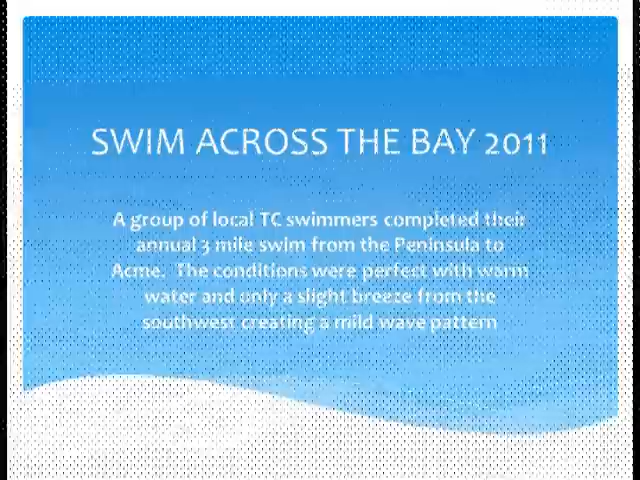 SWIM ACROSS THE BAY 2011
A group of local TC swimmers completed their
annual 3 mile swim from the Peninsula to
Acme. The conditions were perfect with warm
water and only a slight breeze from the
southwest creating a mild wave pattern